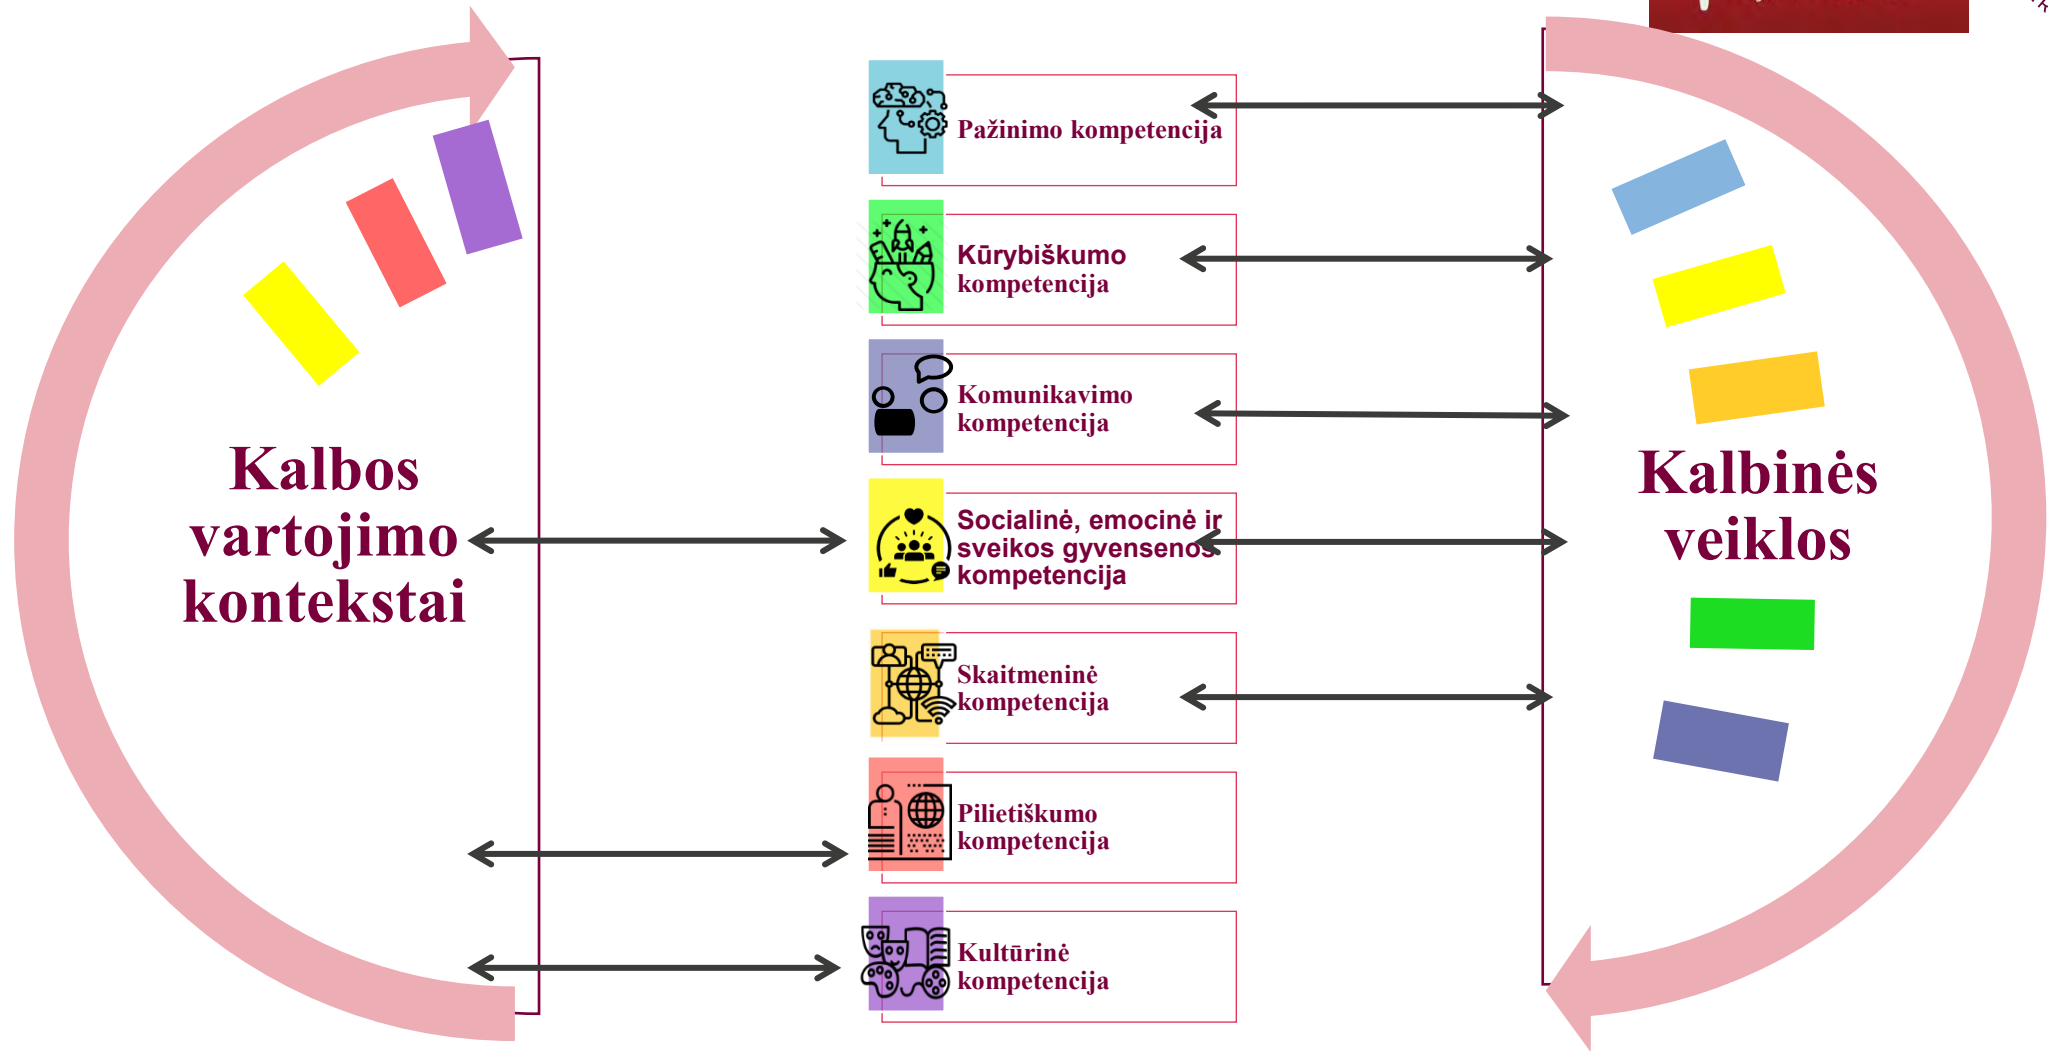 Kalbos
vartojimo
kontekstai
Pažinimo kompetencija
Kūrybiškumo
kompetencija
Komunikavimo
kompetencija
Socialinė, emocinė ir
sveikos gyvensenos
kompetencija
Skaitmeninė
kompetencija
Pilietiškumo
kompetencija
Kultūrinė
kompetencija
Kalbinės
veiklos